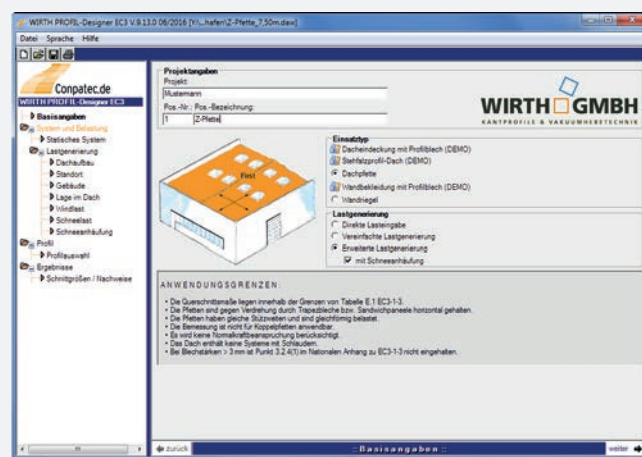 WIRTH PROFIL-Designer EC3 V.9.13.0 06/2016 [Y:\...hafen\Z-Pfette_7,50m.daw]
Datei Sprache Hilfe
Conpatec.de
WIRTH PROFIL-Designer EC3
Basisangaben
System und Belastung
Statisches System
Lastgenerierung
Dachaufbau
Standort
Gebäude
Lage im Dach
Windlast
Schneelast
Schneeanhäufung
Profil
Profilauswahl
Ergebnisse
Schnittgrößen / Nachweise
Projektangaben
Projekt:
Mustermann
Pos.-Nr.: Pos.-Bezeichnung:
1 Z-Pfette
WIRTH GMBH
KANTPROFILE & VAKUUMHEBETECHNIK
First
Einsatztyp
Dacheindeckung mit Profilblech (DEMO)
Stehfalzprofil-Dach (DEMO)
Dachpfette
Wandbekleidung mit Profilblech (DEMO)
Wandriegel
Lastgenerierung
Direkte Lasteingabe
Vereinfachte Lastgenerierung
Erweiterte Lastgenerierung
mit Schneeanhäufung
ANWENDUNGSGRENZEN:
• Die Querschnittsmaße liegen innerhalb der Grenzen von Tabelle E.1 EC3-1-3.
• Die Pfetten sind gegen Verdrehung durch Trapezbleche bzw. Sandwichpaneele horizontal gehalten.
• Die Pfetten haben gleiche Stützweiten und sind gleichförmig belastet.
• Die Bemessung ist nicht für Koppelpfetten anwendbar.
• Es wird keine Normalkraftbeanspruchung berücksichtigt.
• Das Dach enthält keine Systeme mit Schlaudern.
• Bei Blechstärken > 3 mm ist Punkt 3.2.4(1) im Nationalen Anhang zu EC3-1-3 nicht eingehalten.
zurück
:: Basisangaben ::
weiter